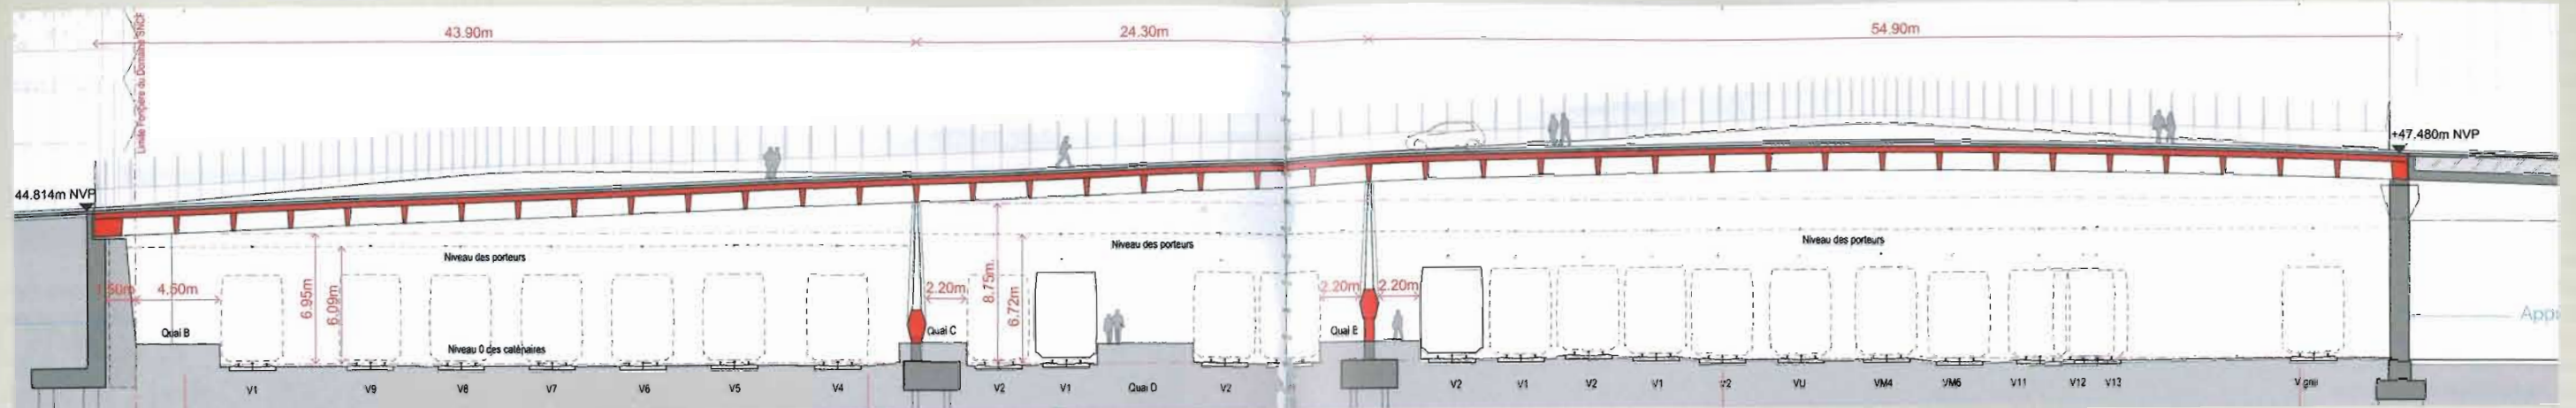 43.90m
24.30m
54.90m
Limite Foncière du Domaine SNCF
44.814m NVP
+47.480m NVP
Niveau des porteurs
Niveau des porteurs
Niveau des porteurs
4.50m
6.95m
6.09m
2.20m
8.75m
6.72m
2.20m
2.20m
Quai B
Quai C
Quai E
Niveau 0 des caténaires
Quai D
V1
V9
V8
V7
V6
V5
V4
V2
V1
V2
V2
V1
V2
V1
V2
VU
VM4
VM6
V11
V12
V13